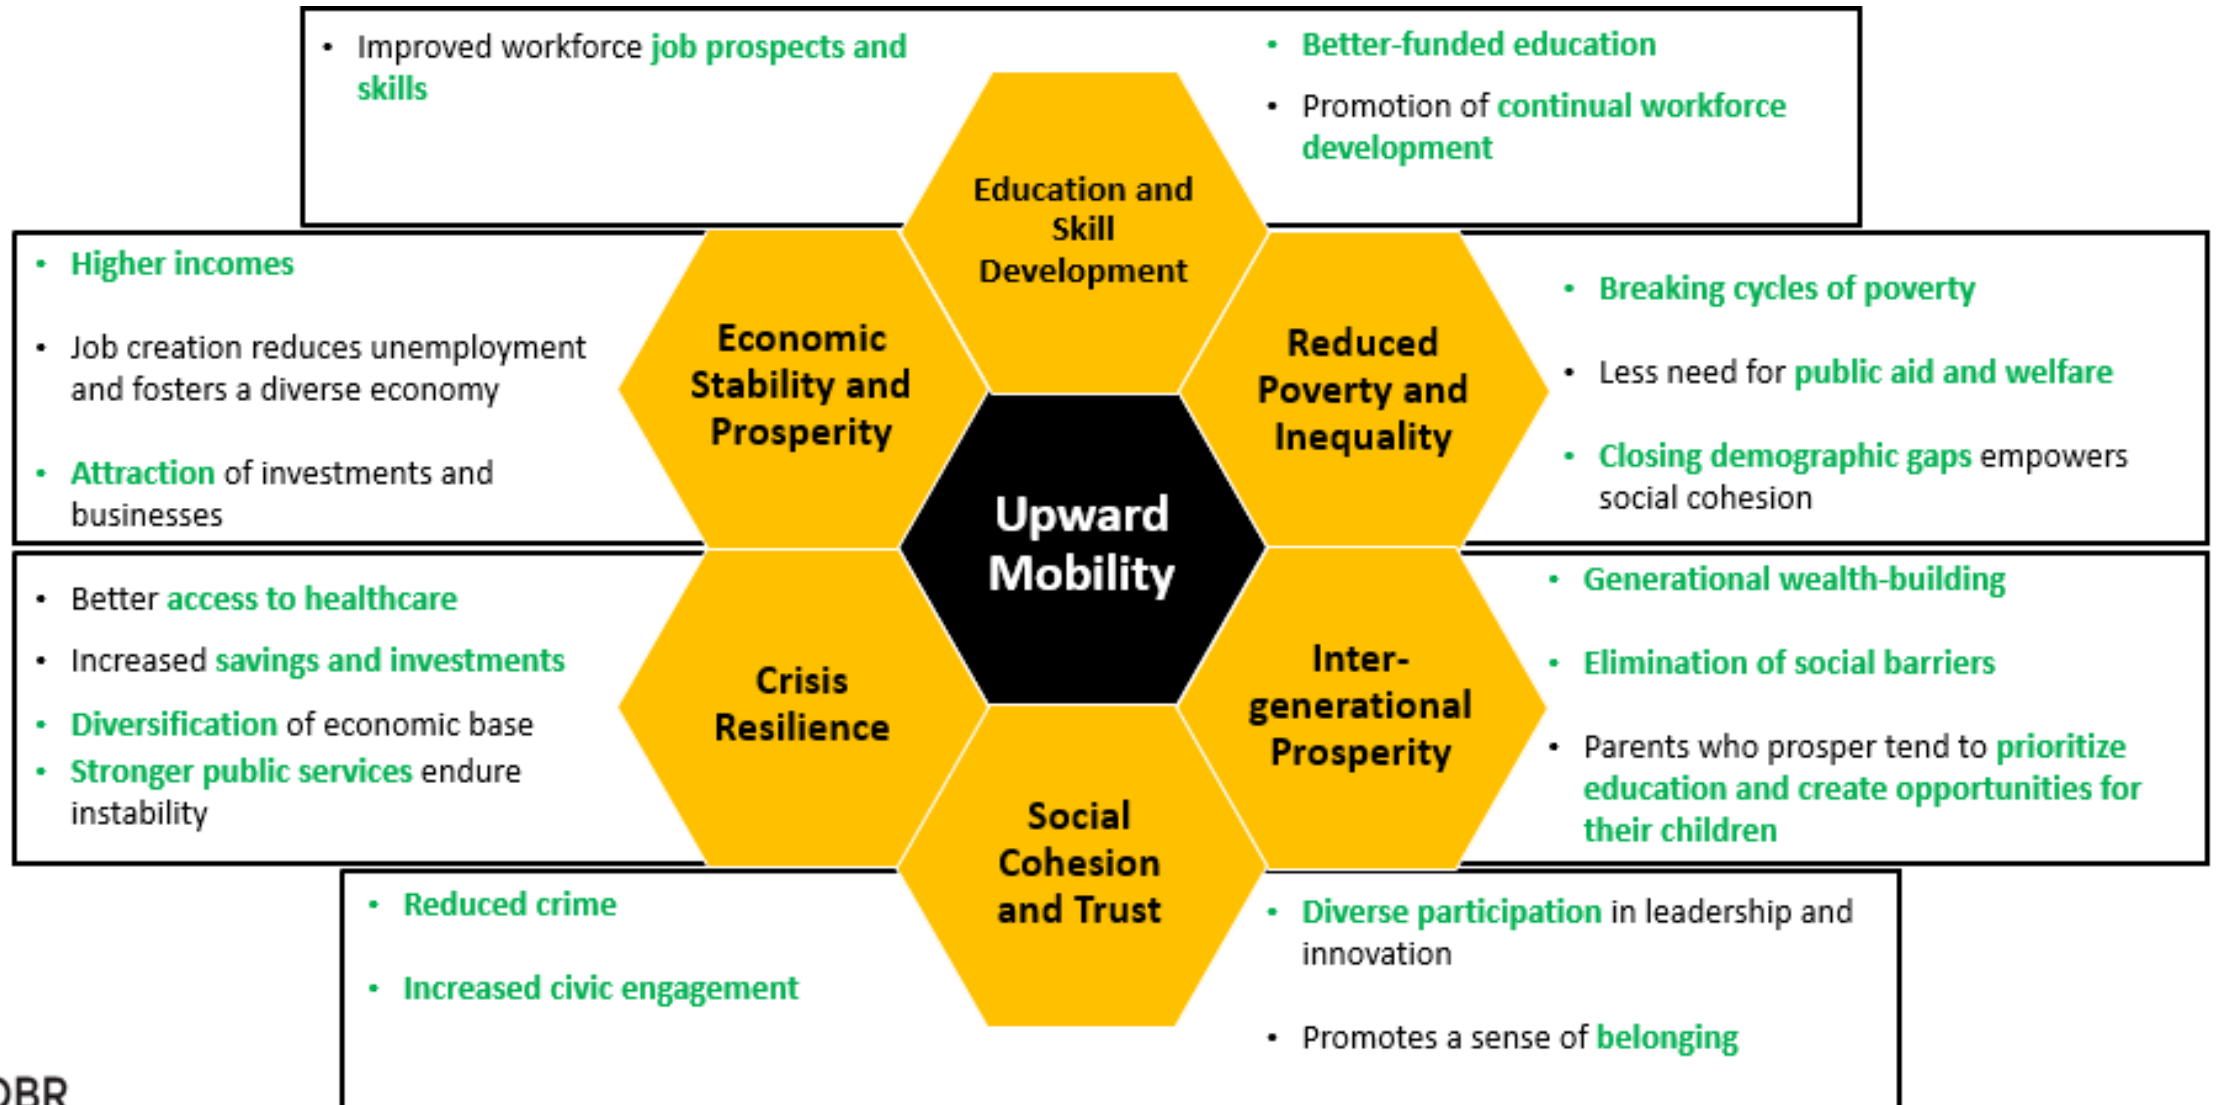 • Improved workforce job prospects and
skills
• Better-funded education
• Promotion of continual workforce
development
Education and
Skill
Development
• Higher incomes
• Job creation reduces unemployment
and fosters a diverse economy
• Attraction of investments and
businesses
Economic
Stability and
Prosperity
Reduced
Poverty and
Inequality
• Breaking cycles of poverty
• Less need for public aid and welfare
• Closing demographic gaps empowers
social cohesion
Upward
Mobility
• Better access to healthcare
• Increased savings and investments
• Diversification of economic base
• Stronger public services endure
instability
Crisis
Resilience
Inter-
generational
Prosperity
• Generational wealth-building
• Elimination of social barriers
• Parents who prosper tend to prioritize
education and create opportunities for
their children
Social
Cohesion
and Trust
• Reduced crime
• Increased civic engagement
• Diverse participation in leadership and
innovation
• Promotes a sense of belonging